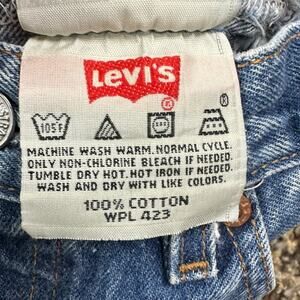 LEVI'S
®
105F
®
MACHINE WASH WARM. NORMAL CYCLE.
ONLY NON-CHLORINE BLEACH IF NEEDED.
TUMBLE DRY HOT. HOT IRON IF NEEDED.
WASH AND DRY WITH LIKE COLORS.
100% COTTON
WPL 423